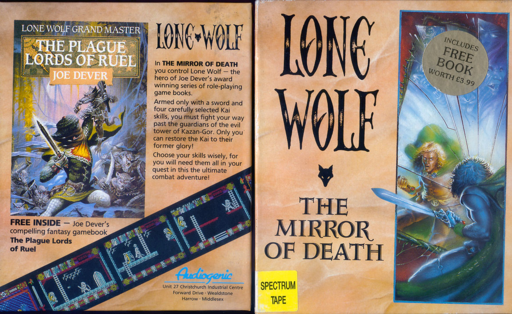 LONE WOLF GRAND MASTER
THE PLAGUE
LORDS OF RUEL
JOE DEVER
LONE WOLF
In THE MIRROR OF DEATH
you control Lone Wolf — the
hero of Joe Dever's award
winning series of role-playing
game books.
Armed only with a sword and
four carefully selected Kai
skills, you must fight your way
past the guardians of the evil
tower of Kazan-Gor. Only you
can restore the Kai to their
former glory!
Choose your skills wisely, for
you will need them all in your
quest in this the ultimate
combat adventure!
FREE INSIDE — Joe Dever's
compelling fantasy gamebook
The Plague Lords
of Ruel
Audiogenic
Unit 27 Christchurch Industrial Centre
Forward Drive · Wealdstone
Harrow · Middlesex
LONE
WOLF
INCLUDES
FREE
BOOK
WORTH £3.99
THE
MIRROR
OF DEATH
SPECTRUM
TAPE